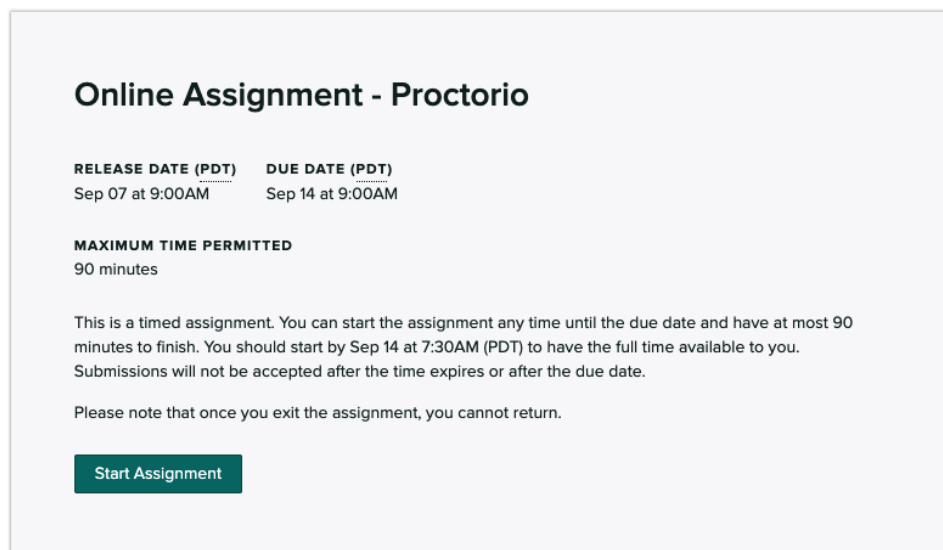 Online Assignment - Proctorio
RELEASE DATE (PDT) DUE DATE (PDT)
Sep 07 at 9:00AM Sep 14 at 9:00AM
MAXIMUM TIME PERMITTED
90 minutes
This is a timed assignment. You can start the assignment any time until the due date and have at most 90
minutes to finish. You should start by Sep 14 at 7:30AM (PDT) to have the full time available to you.
Submissions will not be accepted after the time expires or after the due date.
Please note that once you exit the assignment, you cannot return.
Start Assignment